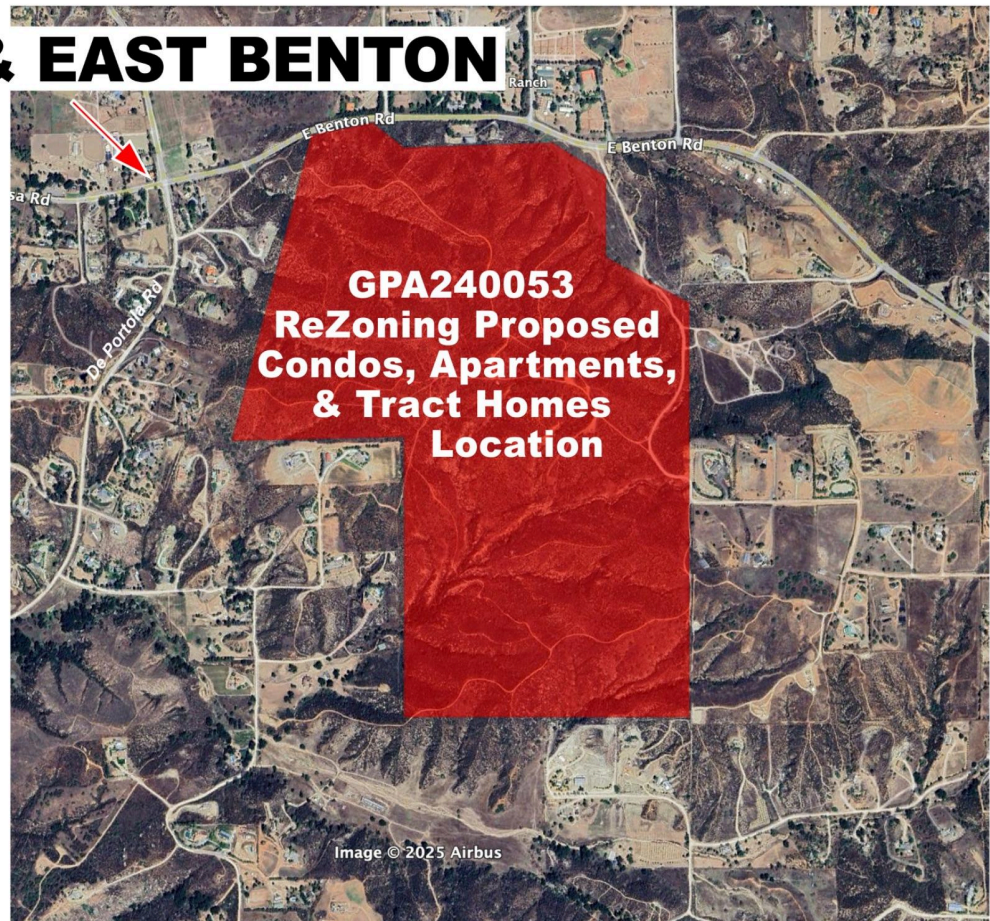 & EAST BENTON
Ranch
E Benton Rd
E Benton Rd
sa Rd
De Portola Rd
GPA240053
ReZoning Proposed
Condos, Apartments,
& Tract Homes
Location
Image © 2025 Airbus